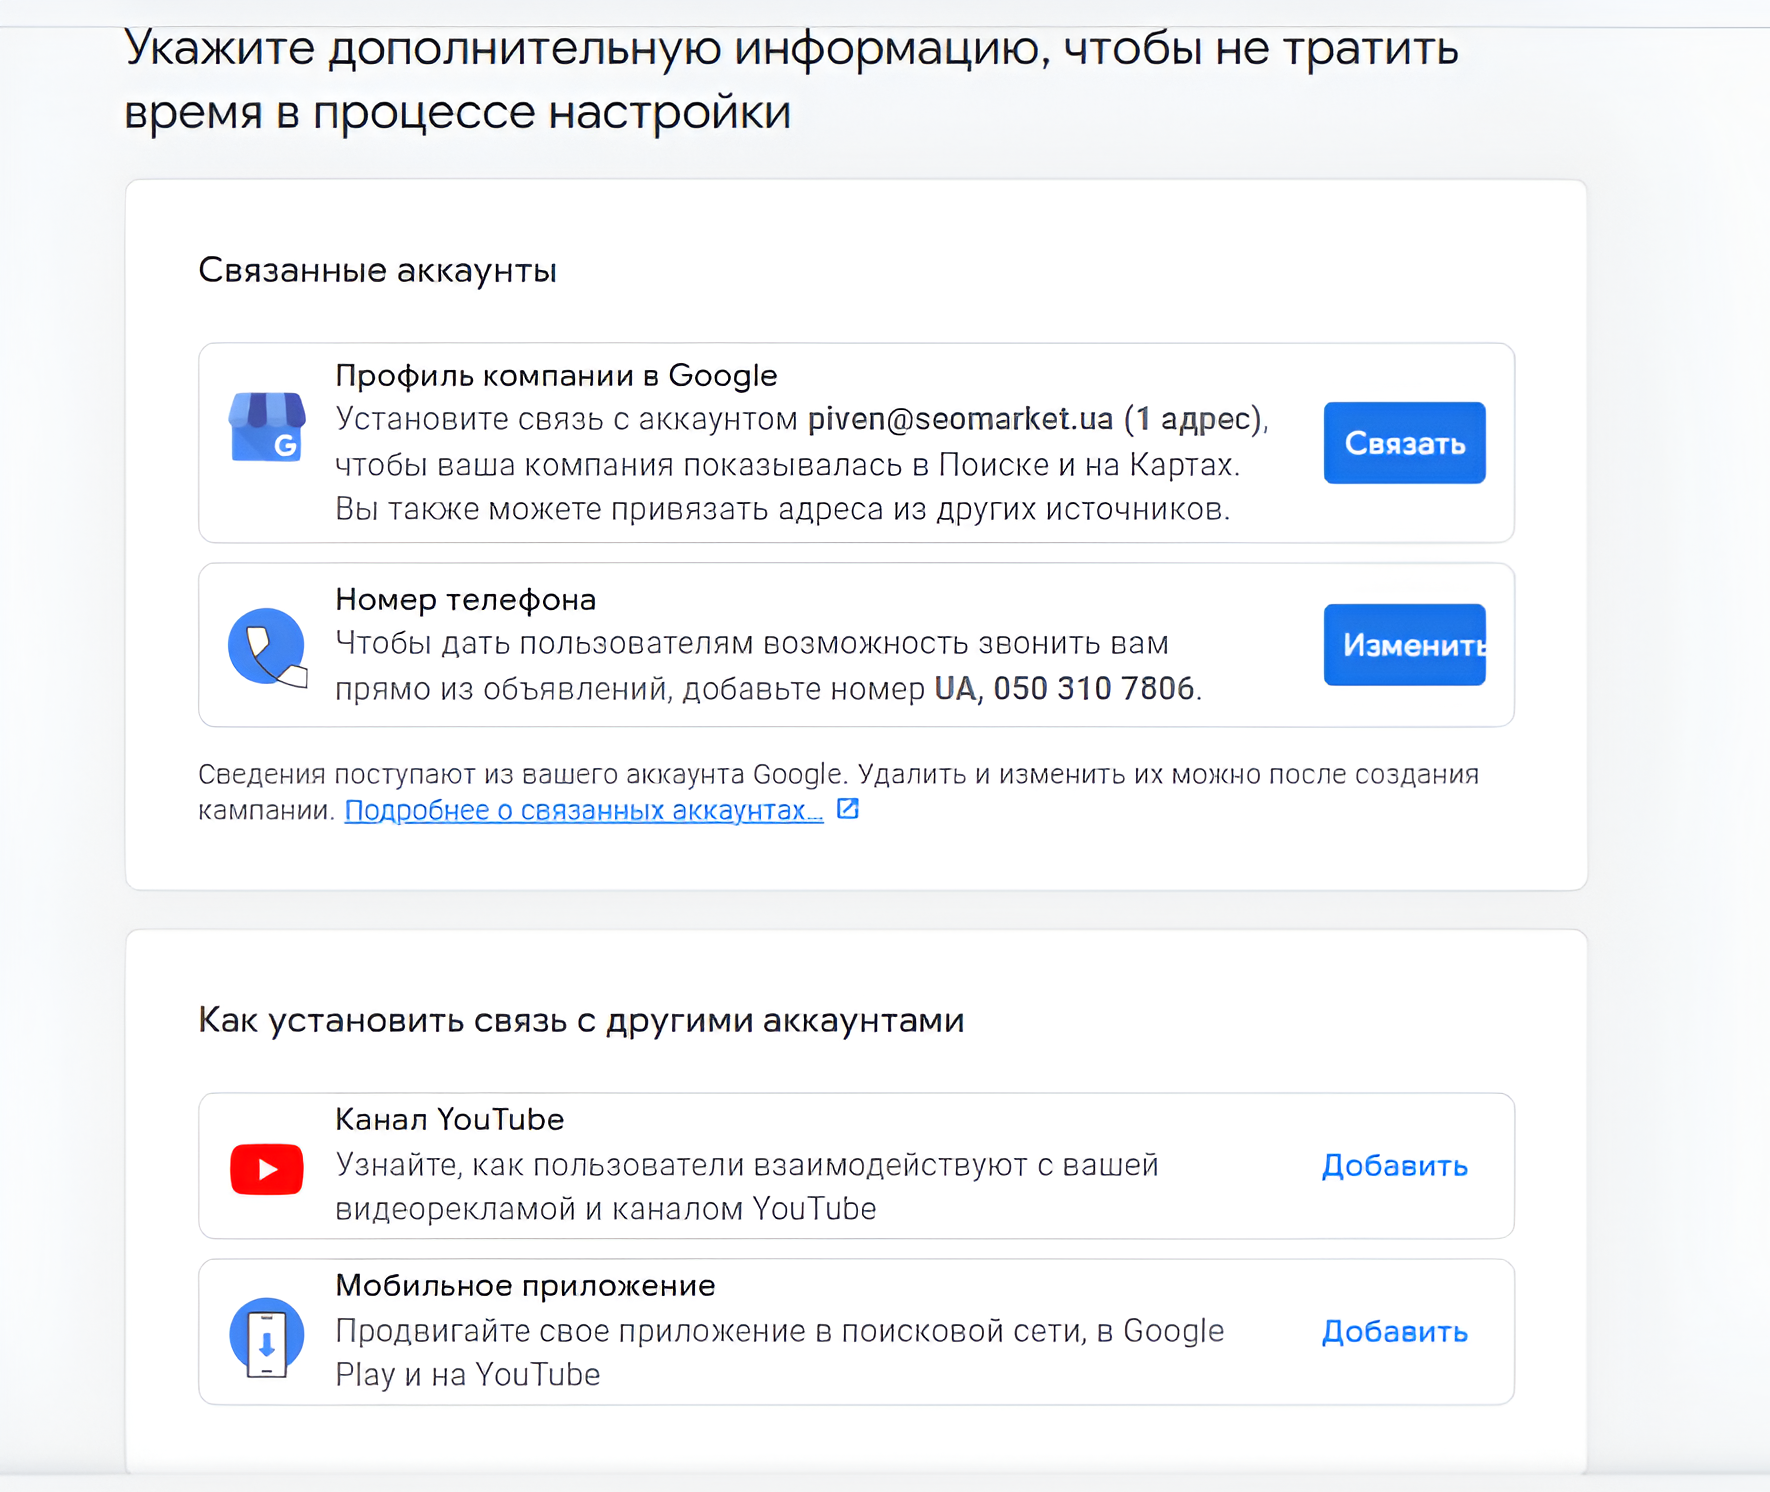 Укажите дополнительную информацию, чтобы не тратить
время в процессе настройки
Связанные аккаунты
Профиль компании в Google
Установите связь с аккаунтом piven@seomarket.ua (1 адрес),
чтобы ваша компания показывалась в Поиске и на Картах.
Вы также можете привязать адреса из других источников.
Связать
G
Номер телефона
Чтобы дать пользователям возможность звонить вам
прямо из объявлений, добавьте номер UA, 050 310 7806.
Изменить
Сведения поступают из вашего аккаунта Google. Удалить и изменить их можно после создания
кампании. Подробнее о связанных аккаунтах...
Как установить связь с другими аккаунтами
Канал YouTube
Узнайте, как пользователи взаимодействуют с вашей
видеорекламой и каналом YouTube
Добавить
Мобильное приложение
Продвигайте свое приложение в поисковой сети, в Google
Play и на YouTube
Добавить